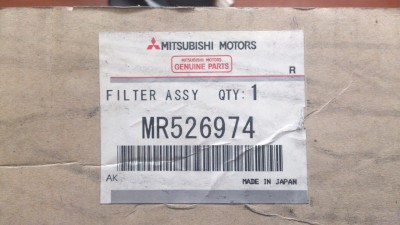 MITSUBISHI MOTORS
MITSUBISHI MOTORS
GENUINE PARTS
R
FILTER ASSY QTY: 1
MR526974
AK
MADE IN JAPAN